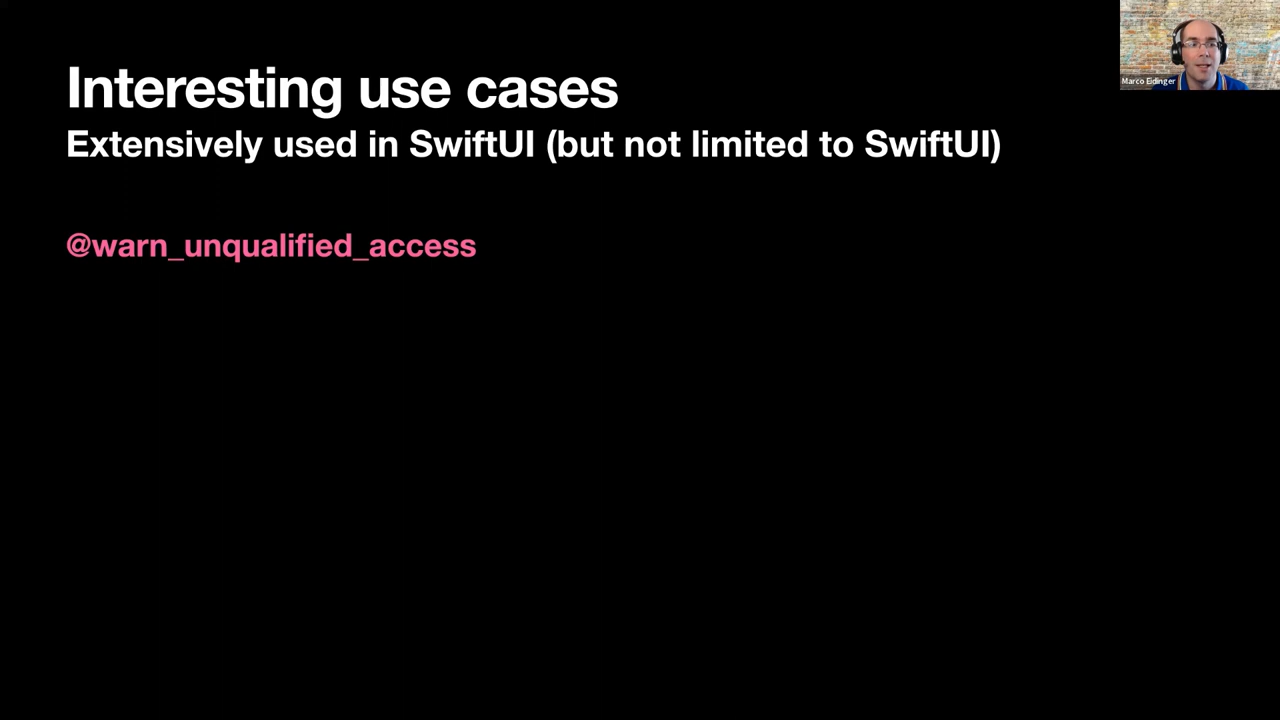 Interesting use cases
Extensively used in SwiftUI (but not limited to SwiftUI)
@warn_unqualified_access
Marco Eidinger